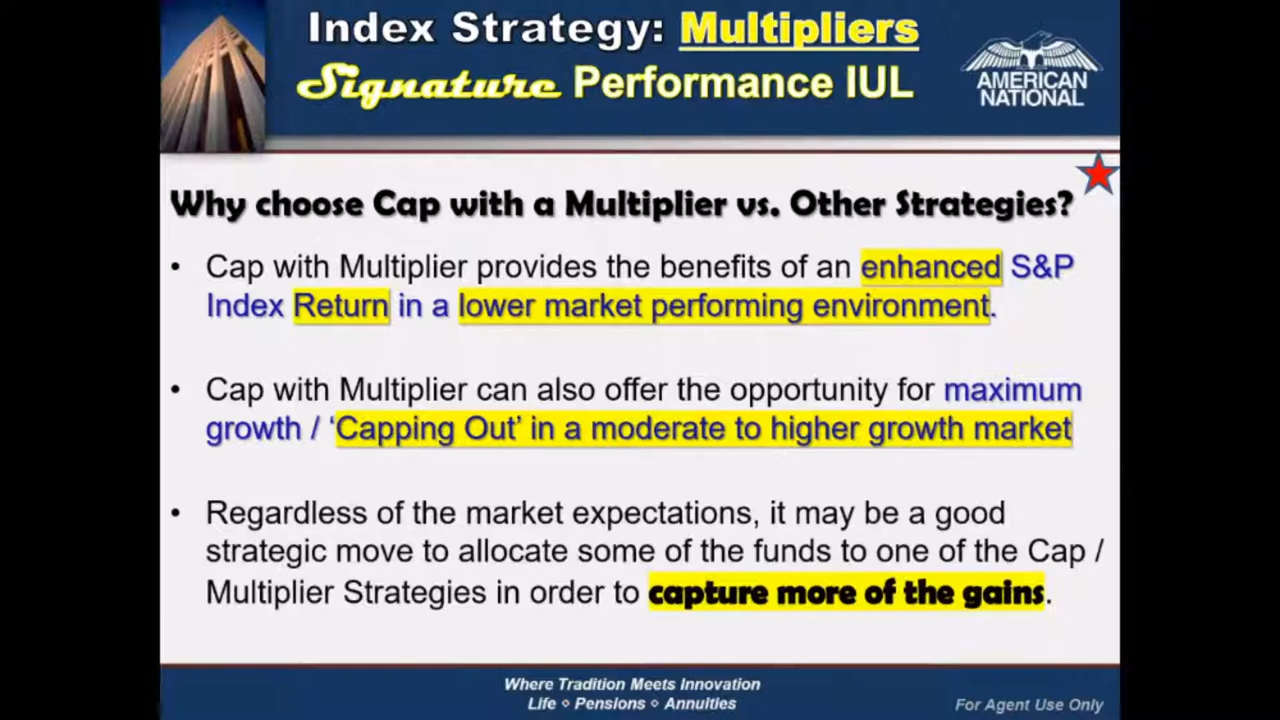 Index Strategy: Multipliers
Signature Performance IUL
AMERICAN
NATIONAL
Why choose Cap with a Multiplier vs. Other Strategies?
• Cap with Multiplier provides the benefits of an enhanced S&P
Index Return in a lower market performing environment.
• Cap with Multiplier can also offer the opportunity for maximum
growth / ‘Capping Out’ in a moderate to higher growth market
• Regardless of the market expectations, it may be a good
strategic move to allocate some of the funds to one of the Cap /
Multiplier Strategies in order to capture more of the gains.
Where Tradition Meets Innovation
Life ⋄ Pensions ⋄ Annuities
For Agent Use Only